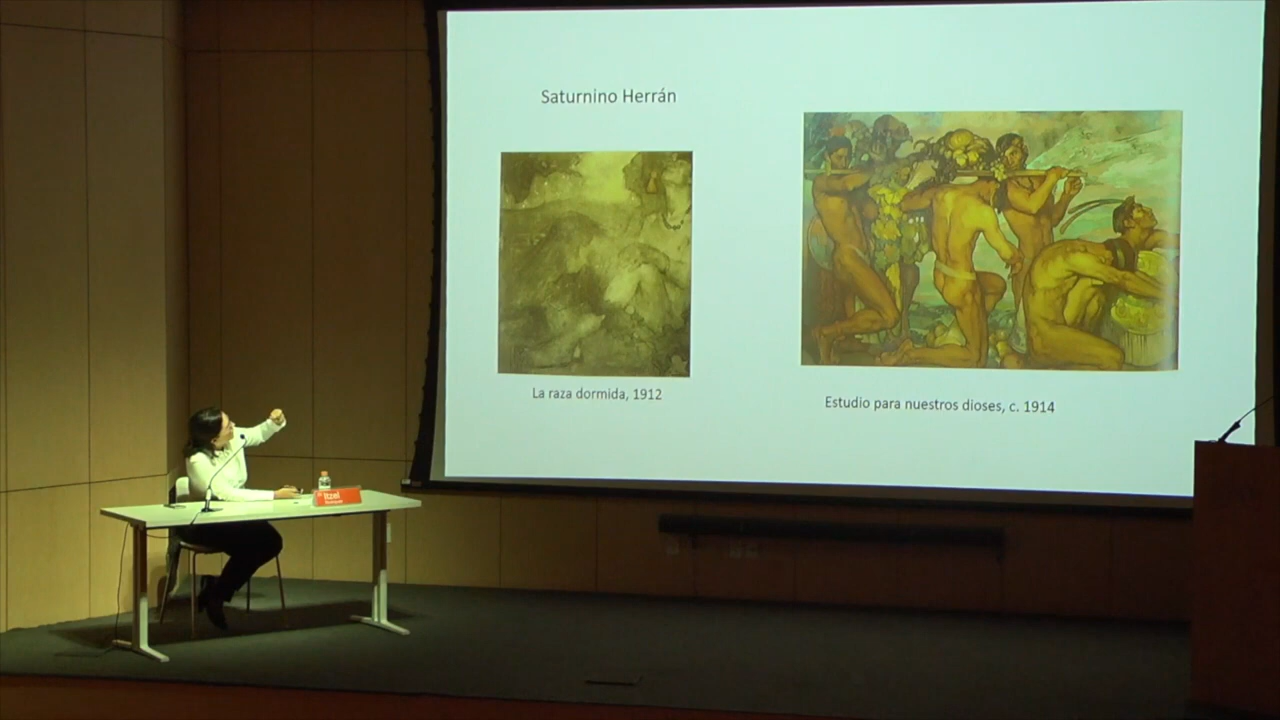 Saturnino Herrán
La raza dormida, 1912
Estudio para nuestros dioses, c. 1914
Itzel